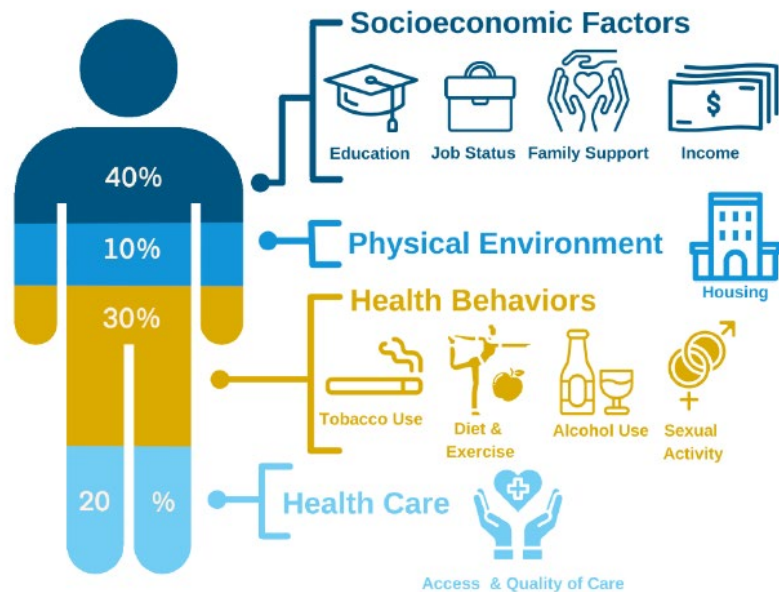 Socioeconomic Factors
$
Education Job Status Family Support Income
40%
10%
Physical Environment
Housing
30%
Health Behaviors
Tobacco Use
Diet &
Exercise
Alcohol Use
Sexual
Activity
20 %
Health Care
Access & Quality of Care